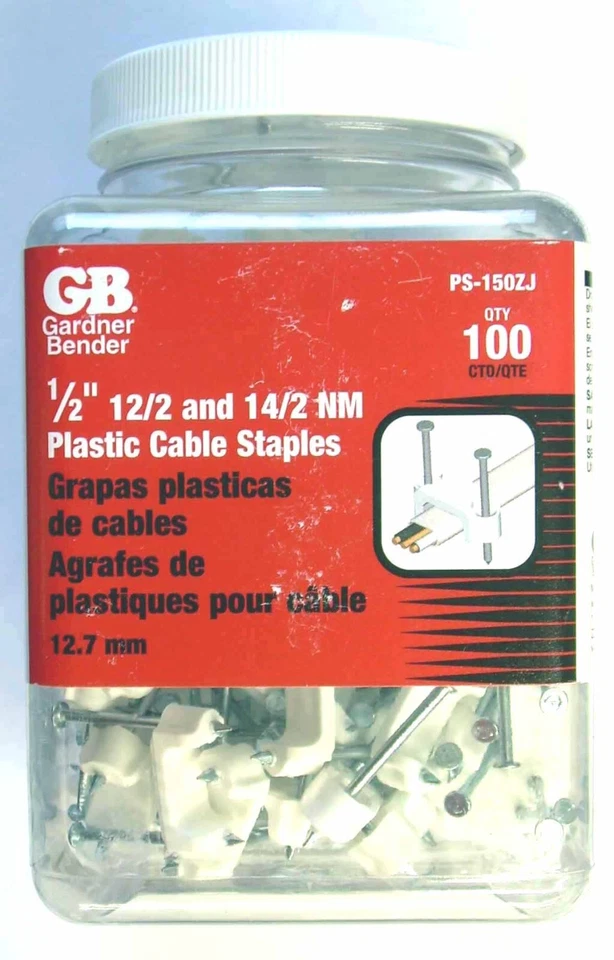 GB®
Gardner
Bender
PS-150ZJ
QTY
100
CTD/QTE
1/2" 12/2 and 14/2 NM
Plastic Cable Staples
Grapas plasticas
de cables
Agrafes de
plastiques pour câble
12.7 mm